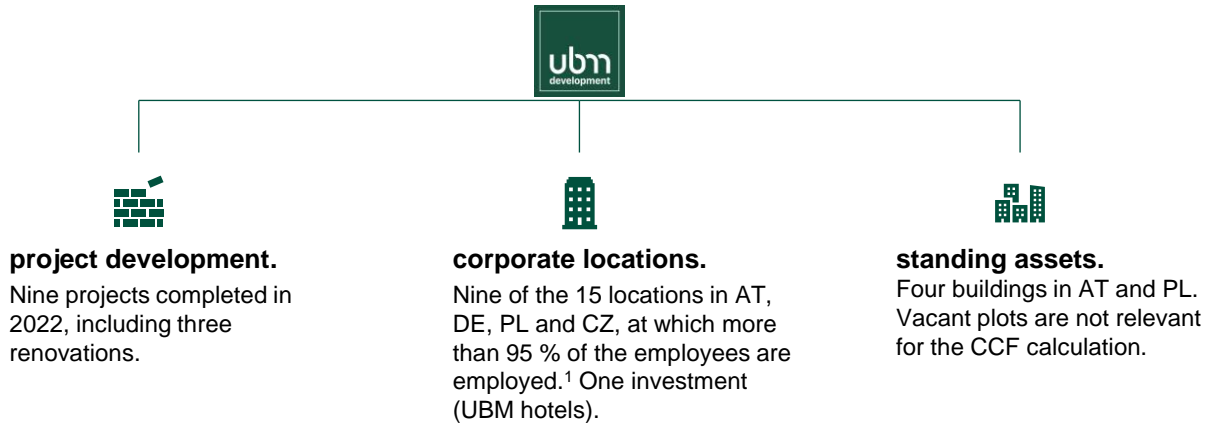 ubm
development
project development.
Nine projects completed in
2022, including three
renovations.
corporate locations.
Nine of the 15 locations in AT,
DE, PL and CZ, at which more
than 95 % of the employees are
employed.¹ One investment
(UBM hotels).
standing assets.
Four buildings in AT and PL.
Vacant plots are not relevant
for the CCF calculation.